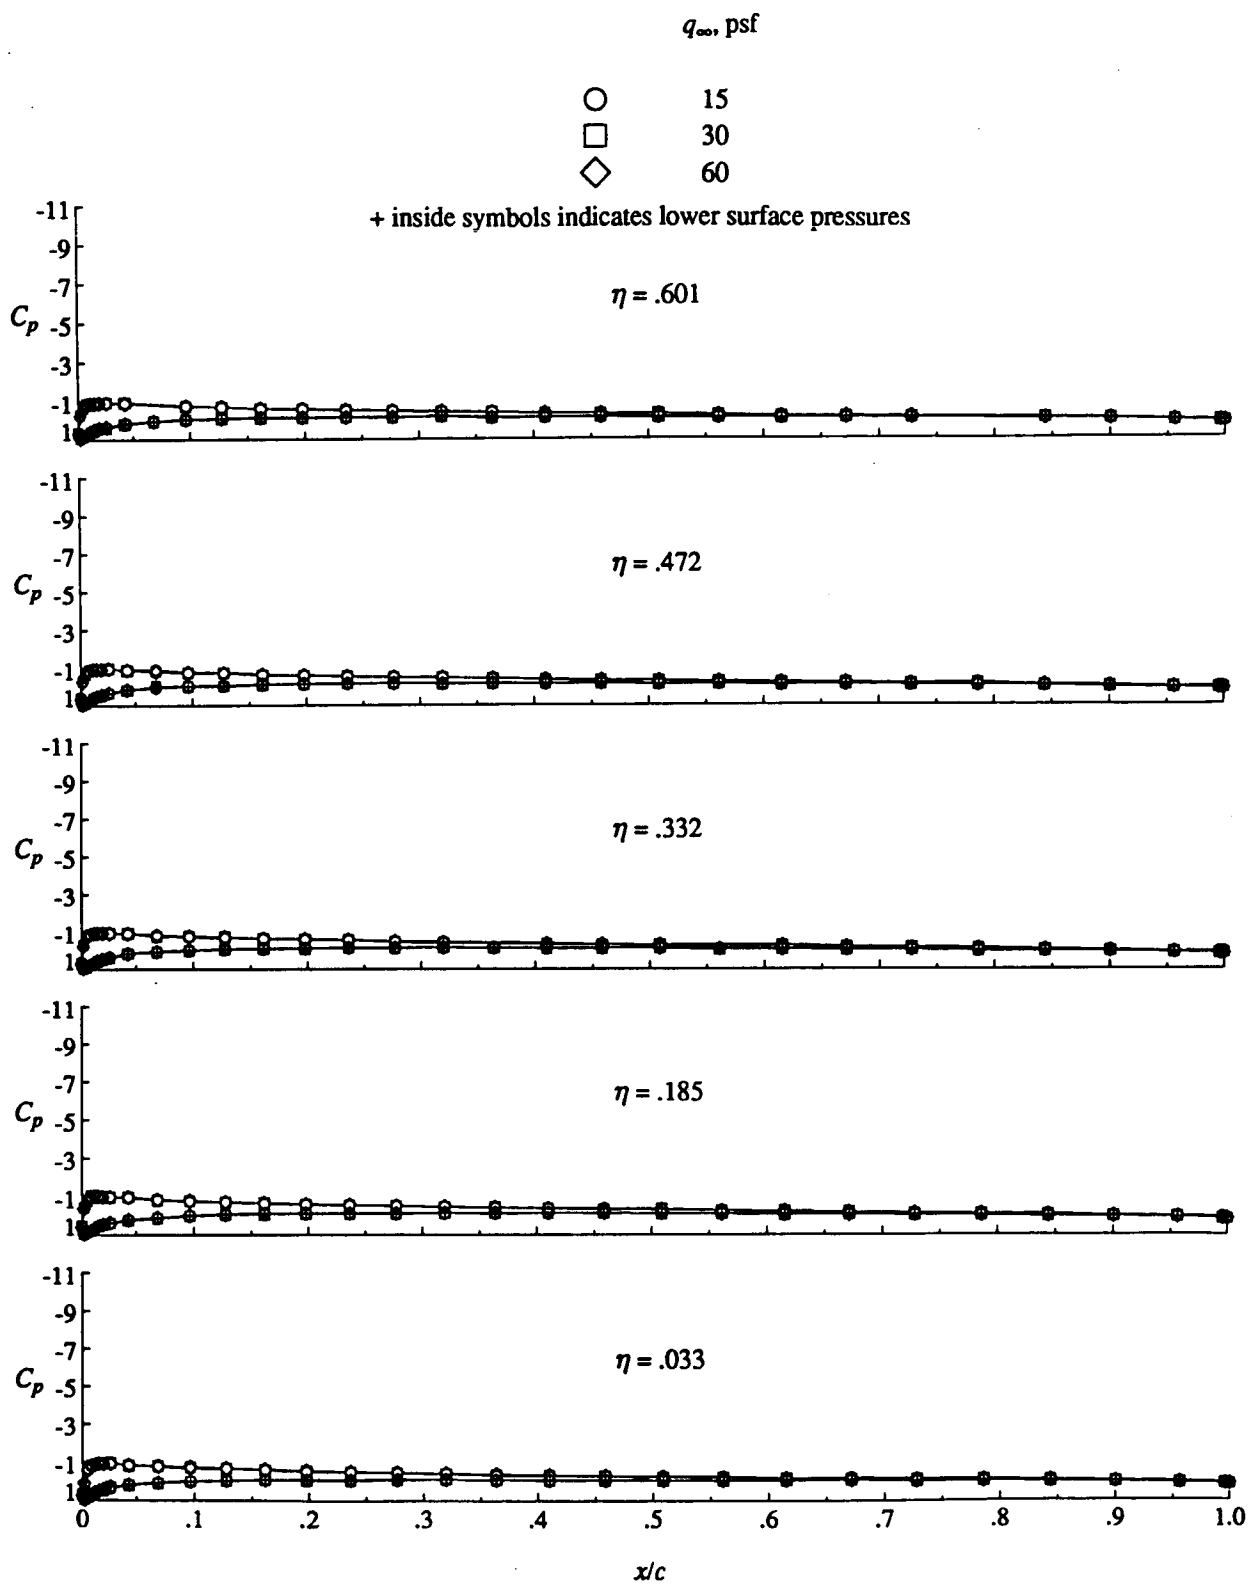 q∞, psf
15
30
60
+ inside symbols indicates lower surface pressures
-11
-9
-7
Cp -5
-3
-1
1
η = .601
-11
-9
-7
Cp -5
-3
-1
1
η = .472
-11
-9
-7
Cp -5
-3
-1
1
η = .332
-11
-9
-7
Cp -5
-3
-1
1
η = .185
-11
-9
-7
Cp -5
-3
-1
1
η = .033
0 .1 .2 .3 .4 .5 .6 .7 .8 .9 1.0
x/c